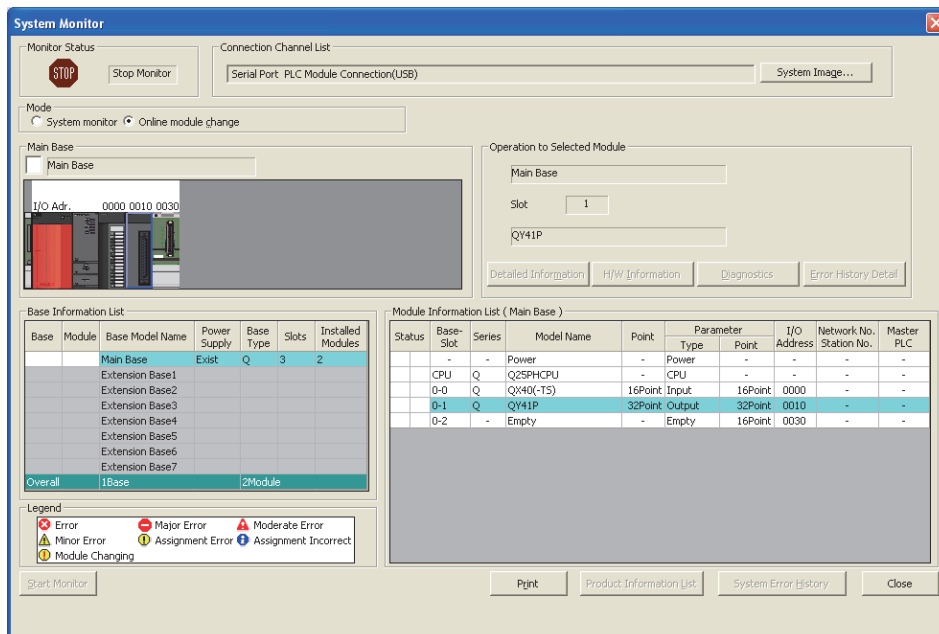 System Monitor
Monitor Status
STOP
Stop Monitor
Connection Channel List
Serial Port PLC Module Connection(USB)
System Image...
Mode
System monitor
Online module change
Main Base
Main Base
I/O Adr. 0000 0010 0030
Operation to Selected Module
Main Base
Slot 1
QY41P
Detailed Information
H/W Information
Diagnostics
Error History Detail
Base Information List
Base Module Base Model Name Power Supply Base Type Slots Installed Modules
Main Base Exist Q 3 2
Extension Base1
Extension Base2
Extension Base3
Extension Base4
Extension Base5
Extension Base6
Extension Base7
Overall 1Base 2Module
Module Information List ( Main Base )
Status Base-Slot Series Model Name Point Parameter Type Point I/O Address Network No. Station No. Master PLC
- - Power - Power - - - -
CPU Q Q25PHCPU - CPU - - - -
0-0 Q QX40(-TS) 16Point Input 16Point 0000 - -
0-1 Q QY41P 32Point Output 32Point 0010 - -
0-2 - Empty - Empty 16Point 0030 - -
Legend
Error Major Error Moderate Error
Minor Error Assignment Error Assignment Incorrect
Module Changing
Start Monitor
Print
Product Information List
System Error History
Close